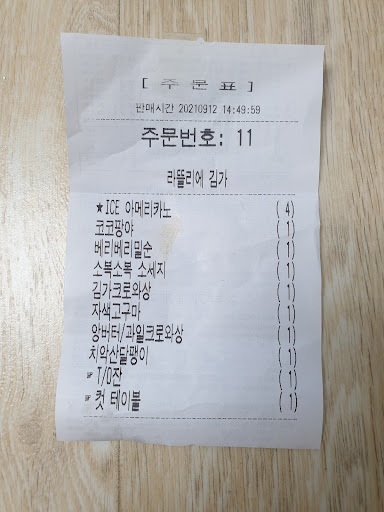 [ 주 문 표 ]
판매시간 20210912 14:49:59
주문번호: 11
라뜰리에 김가
★ICE 아메리카노 ( 4)
코코팡야 ( 1)
베리베리밀순 ( 1)
소복소복 소세지 ( 1)
김가크로와상 ( 1)
자색고구마 ( 1)
앙버터/과일크로와상 ( 1)
치악산달팽이 ( 1)
☞ T/O잔 ( 1)
☞ 컷 테이블 ( 1)